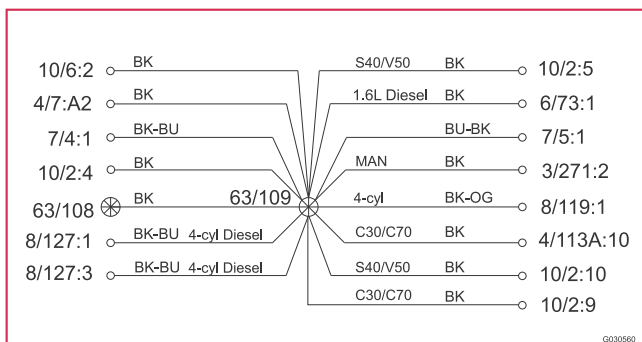 10/6:2 BK S40/V50 BK 10/2:5
4/7:A2 BK 1.6L Diesel BK 6/73:1
7/4:1 BK-BU BU-BK 7/5:1
10/2:4 BK MAN BK 3/271:2
63/108 BK 63/109 4-cyl BK-OG 8/119:1
8/127:1 BK-BU 4-cyl Diesel C30/C70 BK 4/113A:10
8/127:3 BK-BU 4-cyl Diesel S40/V50 BK 10/2:10
C30/C70 BK 10/2:9
G030560